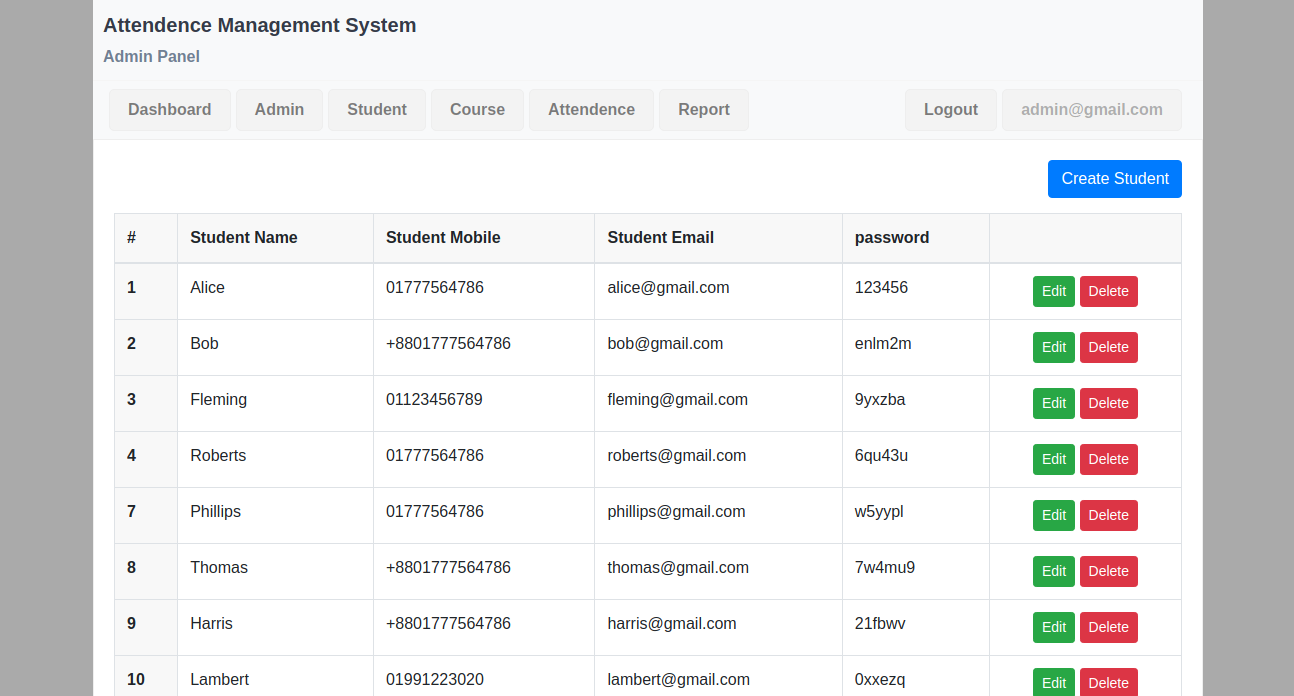 Attendence Management System
Admin Panel
Dashboard Admin Student Course Attendence Report Logout admin@gmail.com
Create Student
# Student Name Student Mobile Student Email password
1 Alice 01777564786 alice@gmail.com 123456 Edit Delete
2 Bob +8801777564786 bob@gmail.com enlm2m Edit Delete
3 Fleming 01123456789 fleming@gmail.com 9yxzba Edit Delete
4 Roberts 01777564786 roberts@gmail.com 6qu43u Edit Delete
7 Phillips 01777564786 phillips@gmail.com w5yypl Edit Delete
8 Thomas +8801777564786 thomas@gmail.com 7w4mu9 Edit Delete
9 Harris +8801777564786 harris@gmail.com 21fbwv Edit Delete
10 Lambert 01991223020 lambert@gmail.com 0xxezq Edit Delete